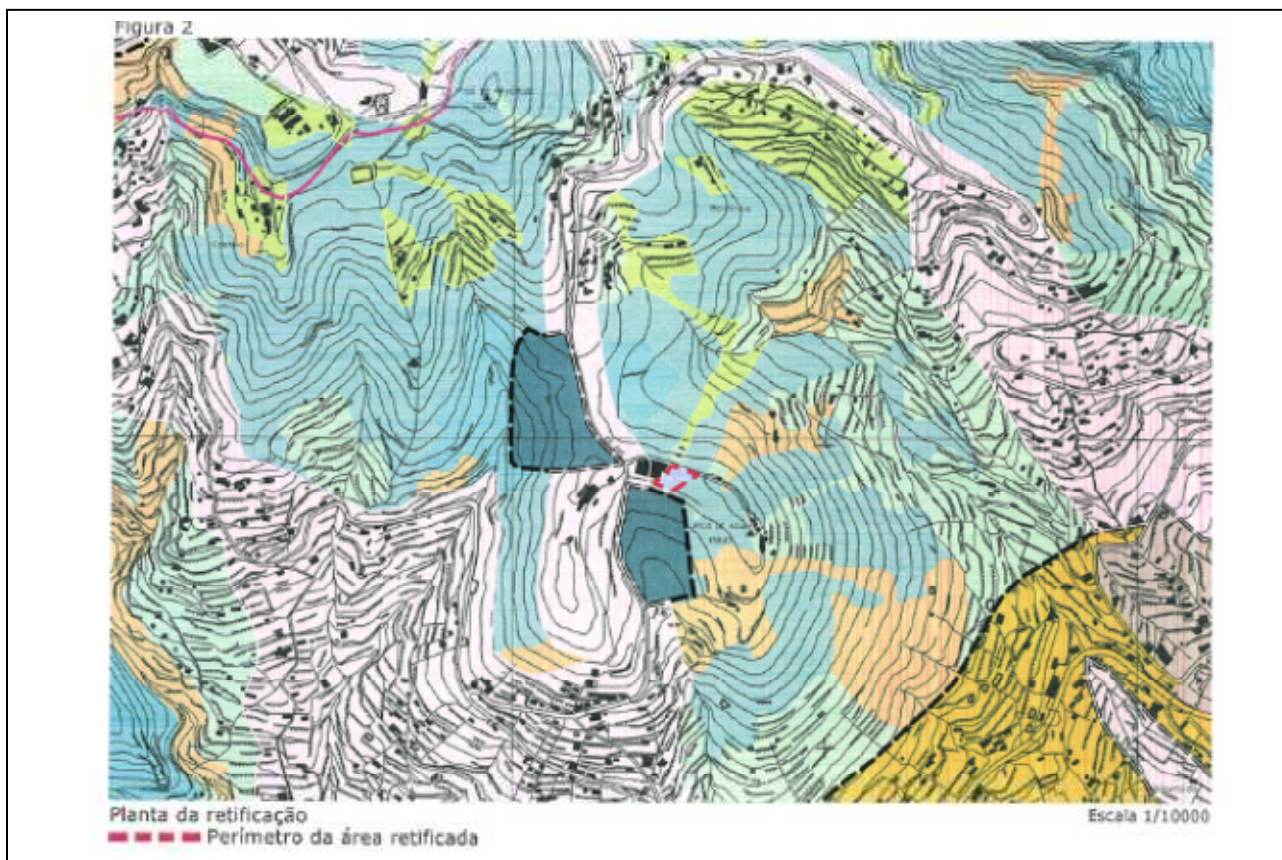 Figura 2
Planta da retificação
Escala 1/10000
Perímetro da área retificada